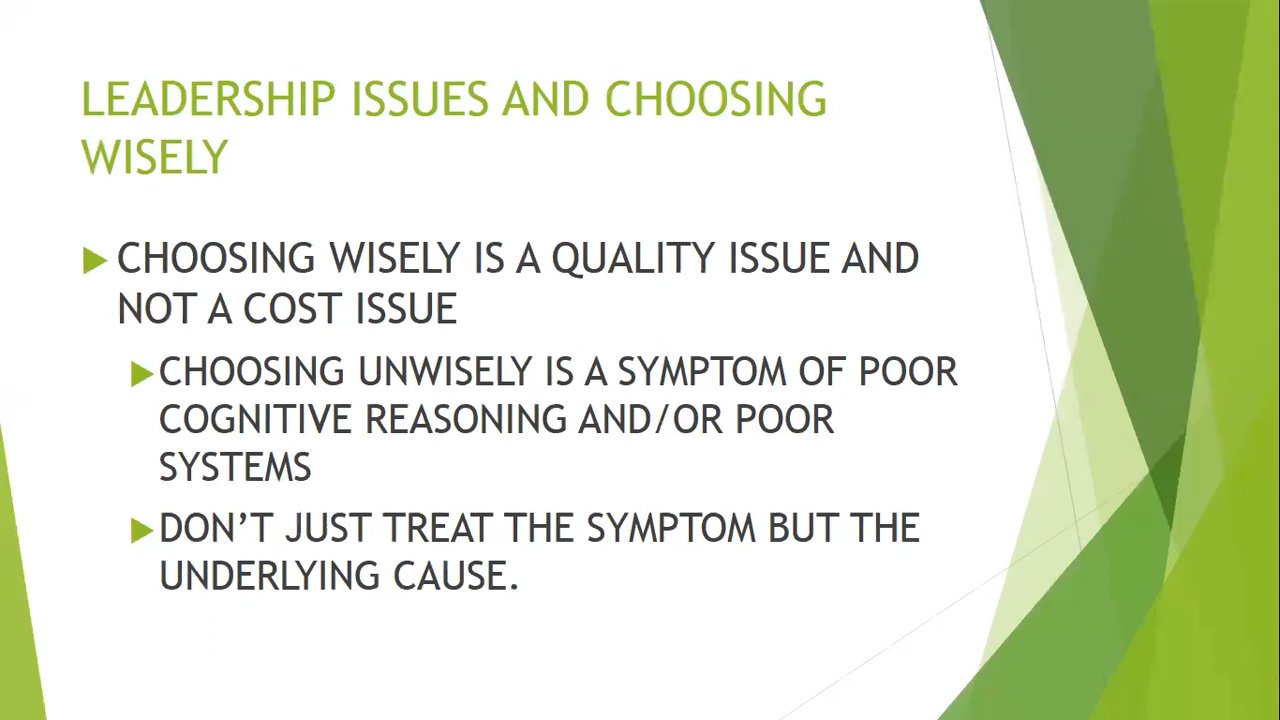 LEADERSHIP ISSUES AND CHOOSING
WISELY
CHOOSING WISELY IS A QUALITY ISSUE AND
NOT A COST ISSUE
CHOOSING UNWISELY IS A SYMPTOM OF POOR
COGNITIVE REASONING AND/OR POOR
SYSTEMS
DON’T JUST TREAT THE SYMPTOM BUT THE
UNDERLYING CAUSE.